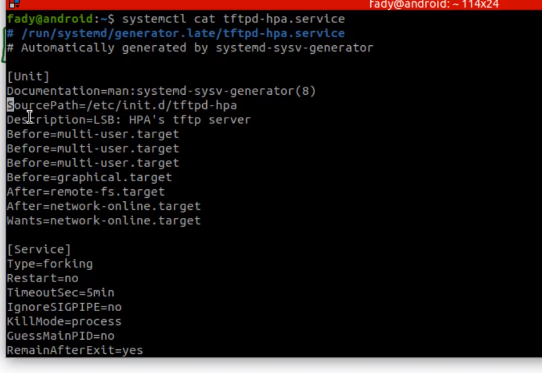 fady@android: ~ 114x24
fady@android:~$ systemctl cat tftpd-hpa.service
# /run/systemd/generator.late/tftpd-hpa.service
# Automatically generated by systemd-sysv-generator
[Unit]
Documentation=man:systemd-sysv-generator(8)
SourcePath=/etc/init.d/tftpd-hpa
Description=LSB: HPA's tftp server
Before=multi-user.target
Before=multi-user.target
Before=multi-user.target
Before=graphical.target
After=remote-fs.target
After=network-online.target
Wants=network-online.target
[Service]
Type=forking
Restart=no
TimeoutSec=5min
IgnoreSIGPIPE=no
KillMode=process
GuessMainPID=no
RemainAfterExit=yes